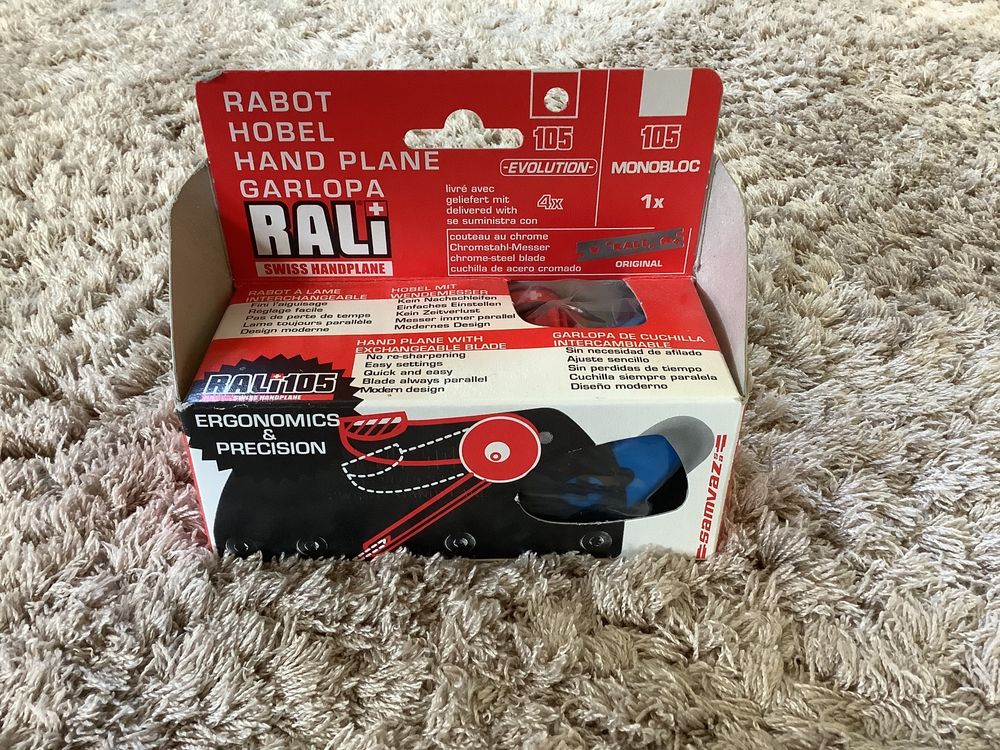 RABOT
HOBEL
HAND PLANE
GARLOPA
RALi
SWISS HANDPLANE
105
-EVOLUTION-
livré avec
geliefert mit
delivered with
se suministra con
4x
105
MONOBLOC
1x
couteau au chrome
Chromstahl-Messer
chrome-steel blade
cuchilla de acero cromado
RALi
ORIGINAL
RABOT À LAME
INTERCHANGEABLE
Fini l'aiguisage
Réglage facile
Pas de perte de temps
Lame toujours parallèle
Design moderne
HOBEL MIT
WENDEMESSER
Kein Nachschleifen
Einfaches Einstellen
Kein Zeitverlust
Messer immer parallel
Modernes Design
HAND PLANE WITH
EXCHANGEABLE BLADE
No re-sharpening
Easy settings
Quick and easy
Blade always parallel
Modern design
GARLOPA DE CUCHILLA
INTERCAMBIABLE
Sin necesidad de afilado
Ajuste sencillo
Sin perdidas de tiempo
Cuchilla siempre paralela
Diseño moderno
RALi 105
SWISS HANDPLANE
ERGONOMICS
&
PRECISION
samvaz